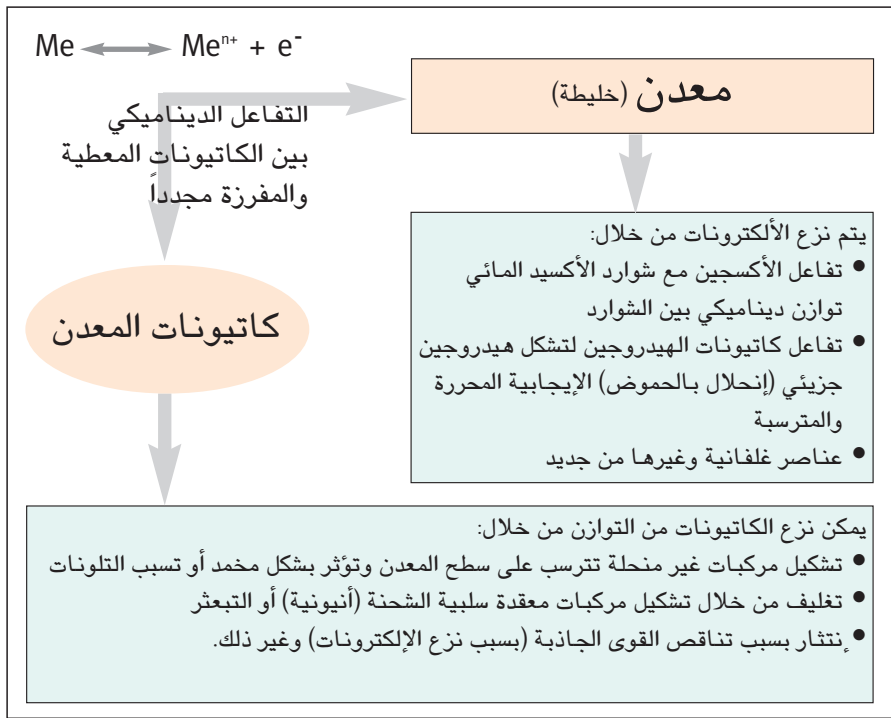 Me ⟷ Meⁿ⁺ + e⁻
معدن (خليطة)
التفاعل الديناميكي
بين الكاتيونات المعطية
والمفرزة مجدداً
يتم نزع الألكترونات من خلال:
● تفاعل الأكسجين مع شوارد الأكسيد المائي
توازن ديناميكي بين الشوارد
● تفاعل كاتيونات الهيدروجين لتشكل هيدروجين
جزيئي (إنحلال بالحموض) الإيجابية المحررة
والمترسبة
● عناصر غلفانية وغيرها من جديد
كاتيونات المعدن
يمكن نزع الكاتيونات من التوازن من خلال:
● تشكيل مركبات غير منحلة تترسب على سطح المعدن وتؤثر بشكل مخمد أو تسبب التلونات
● تغليف من خلال تشكيل مركبات معقدة سلبية الشحنة (أنيونية) أو التبعثر
● إنتثار بسبب تناقص القوى الجاذبة (بسبب نزع الإلكترونات) وغير ذلك.